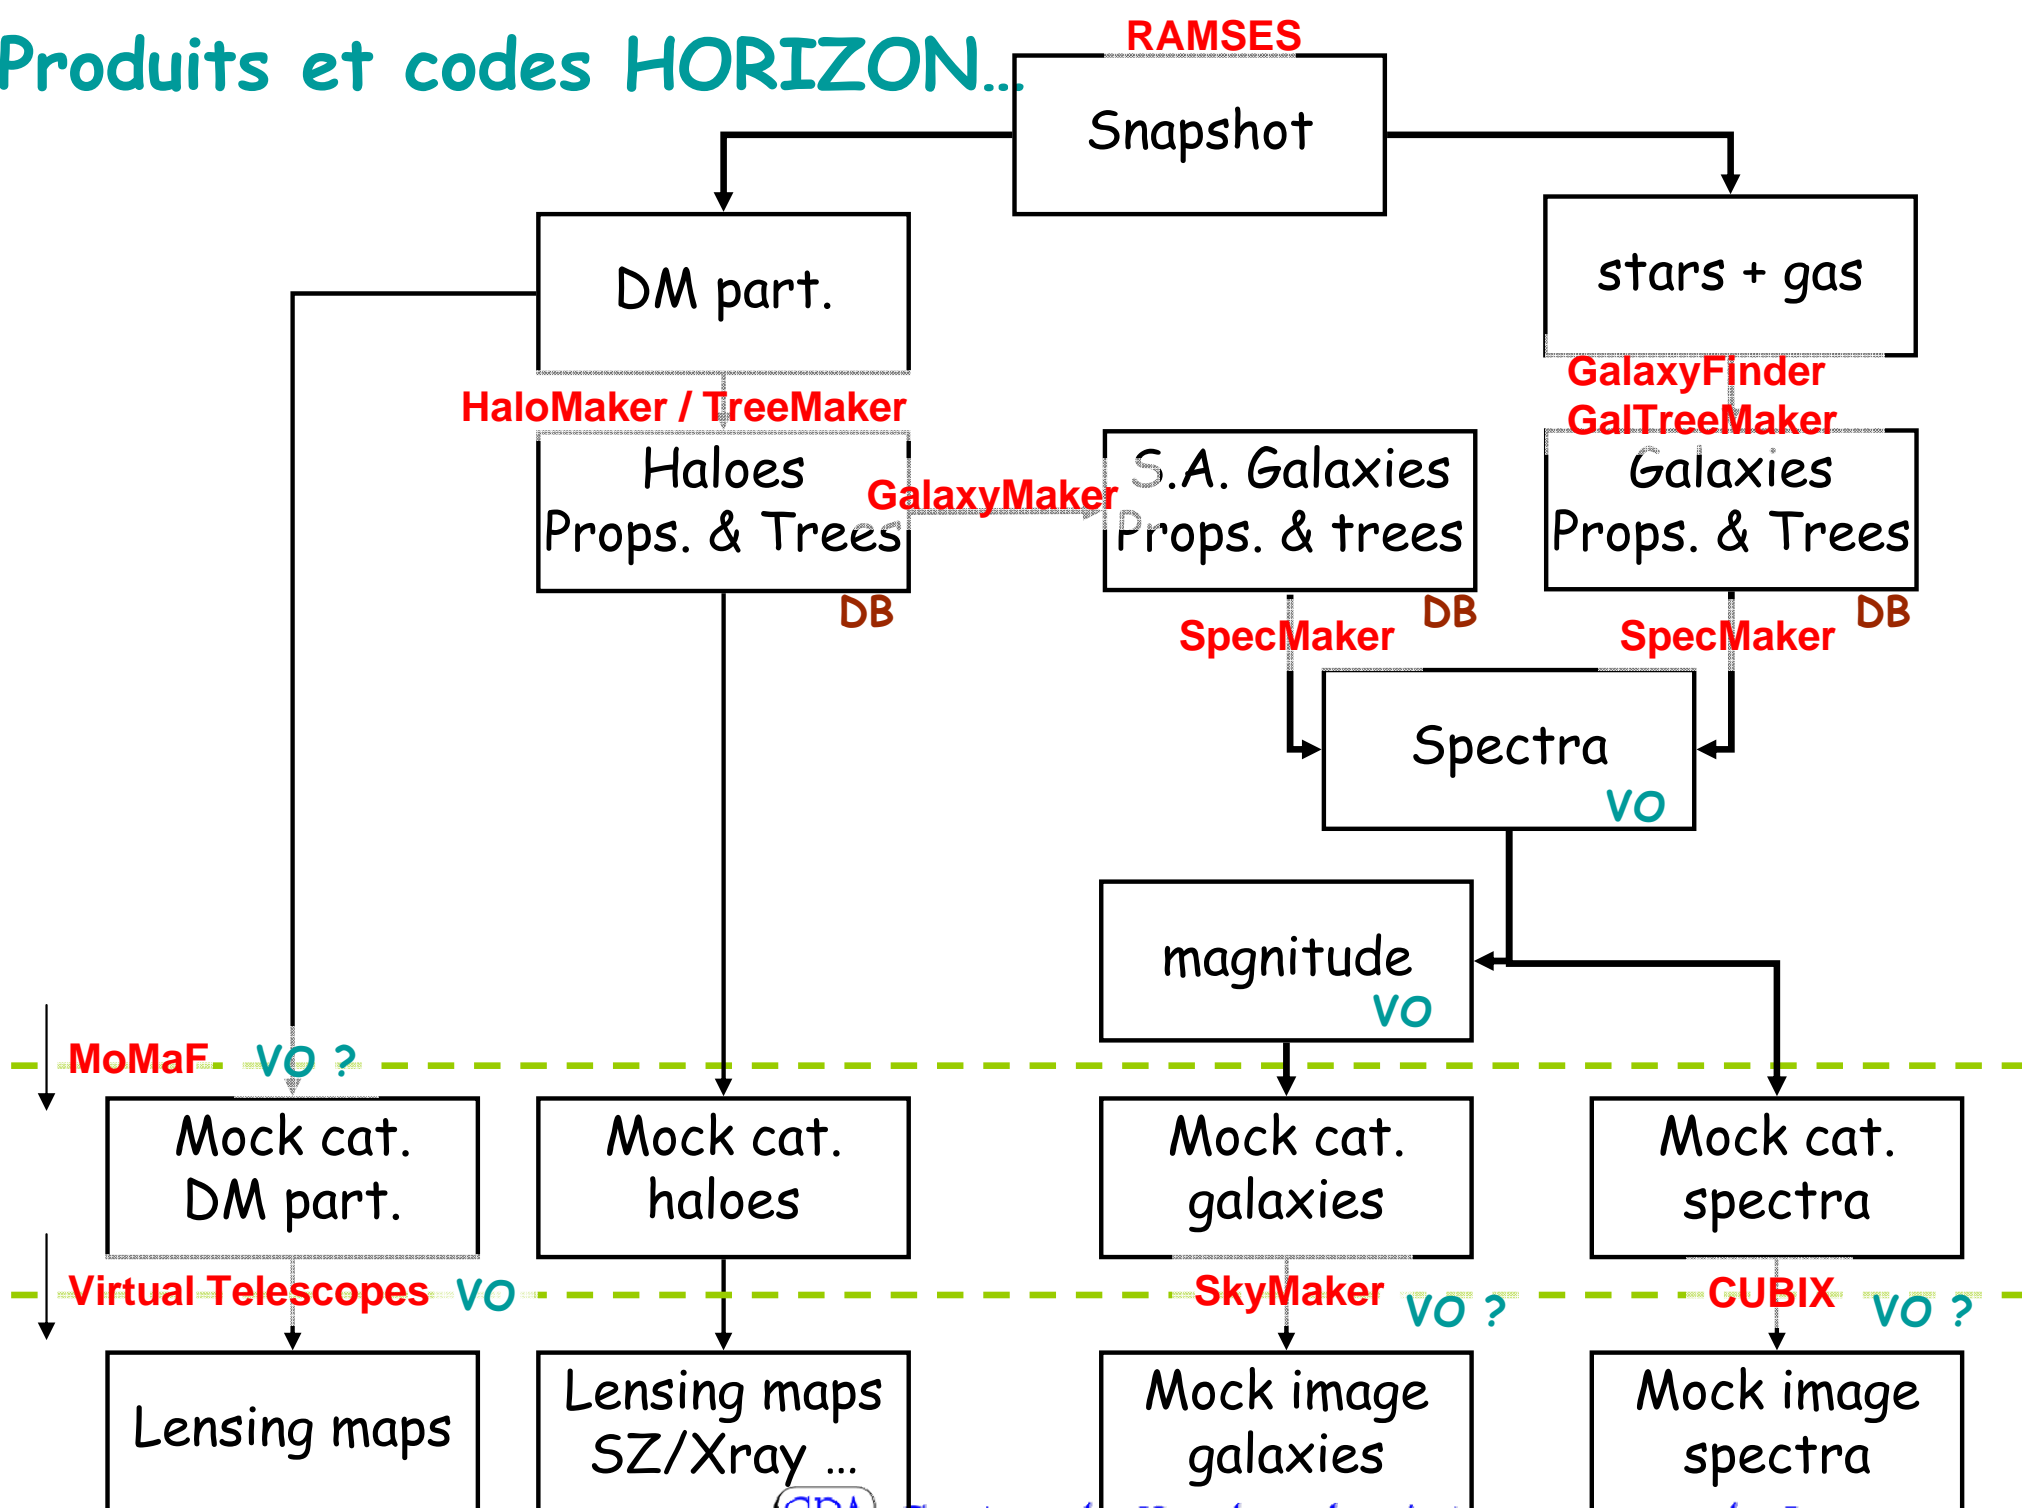 Produits et codes HORIZON...
RAMSES
Snapshot
DM part.
stars + gas
HaloMaker / TreeMaker
GalaxyFinder
GalTreeMaker
Haloes
Props. & Trees
DB
GalaxyMaker
S.A. Galaxies
Props. & trees
DB
Galaxies
Props. & Trees
DB
SpecMaker
SpecMaker
Spectra
VO
magnitude
VO
MoMaF
VO ?
Mock cat.
DM part.
Mock cat.
haloes
Mock cat.
galaxies
Mock cat.
spectra
Virtual Telescopes
VO
SkyMaker
VO ?
CUBIX
VO ?
Lensing maps
Lensing maps
SZ/Xray ...
Mock image
galaxies
Mock image
spectra